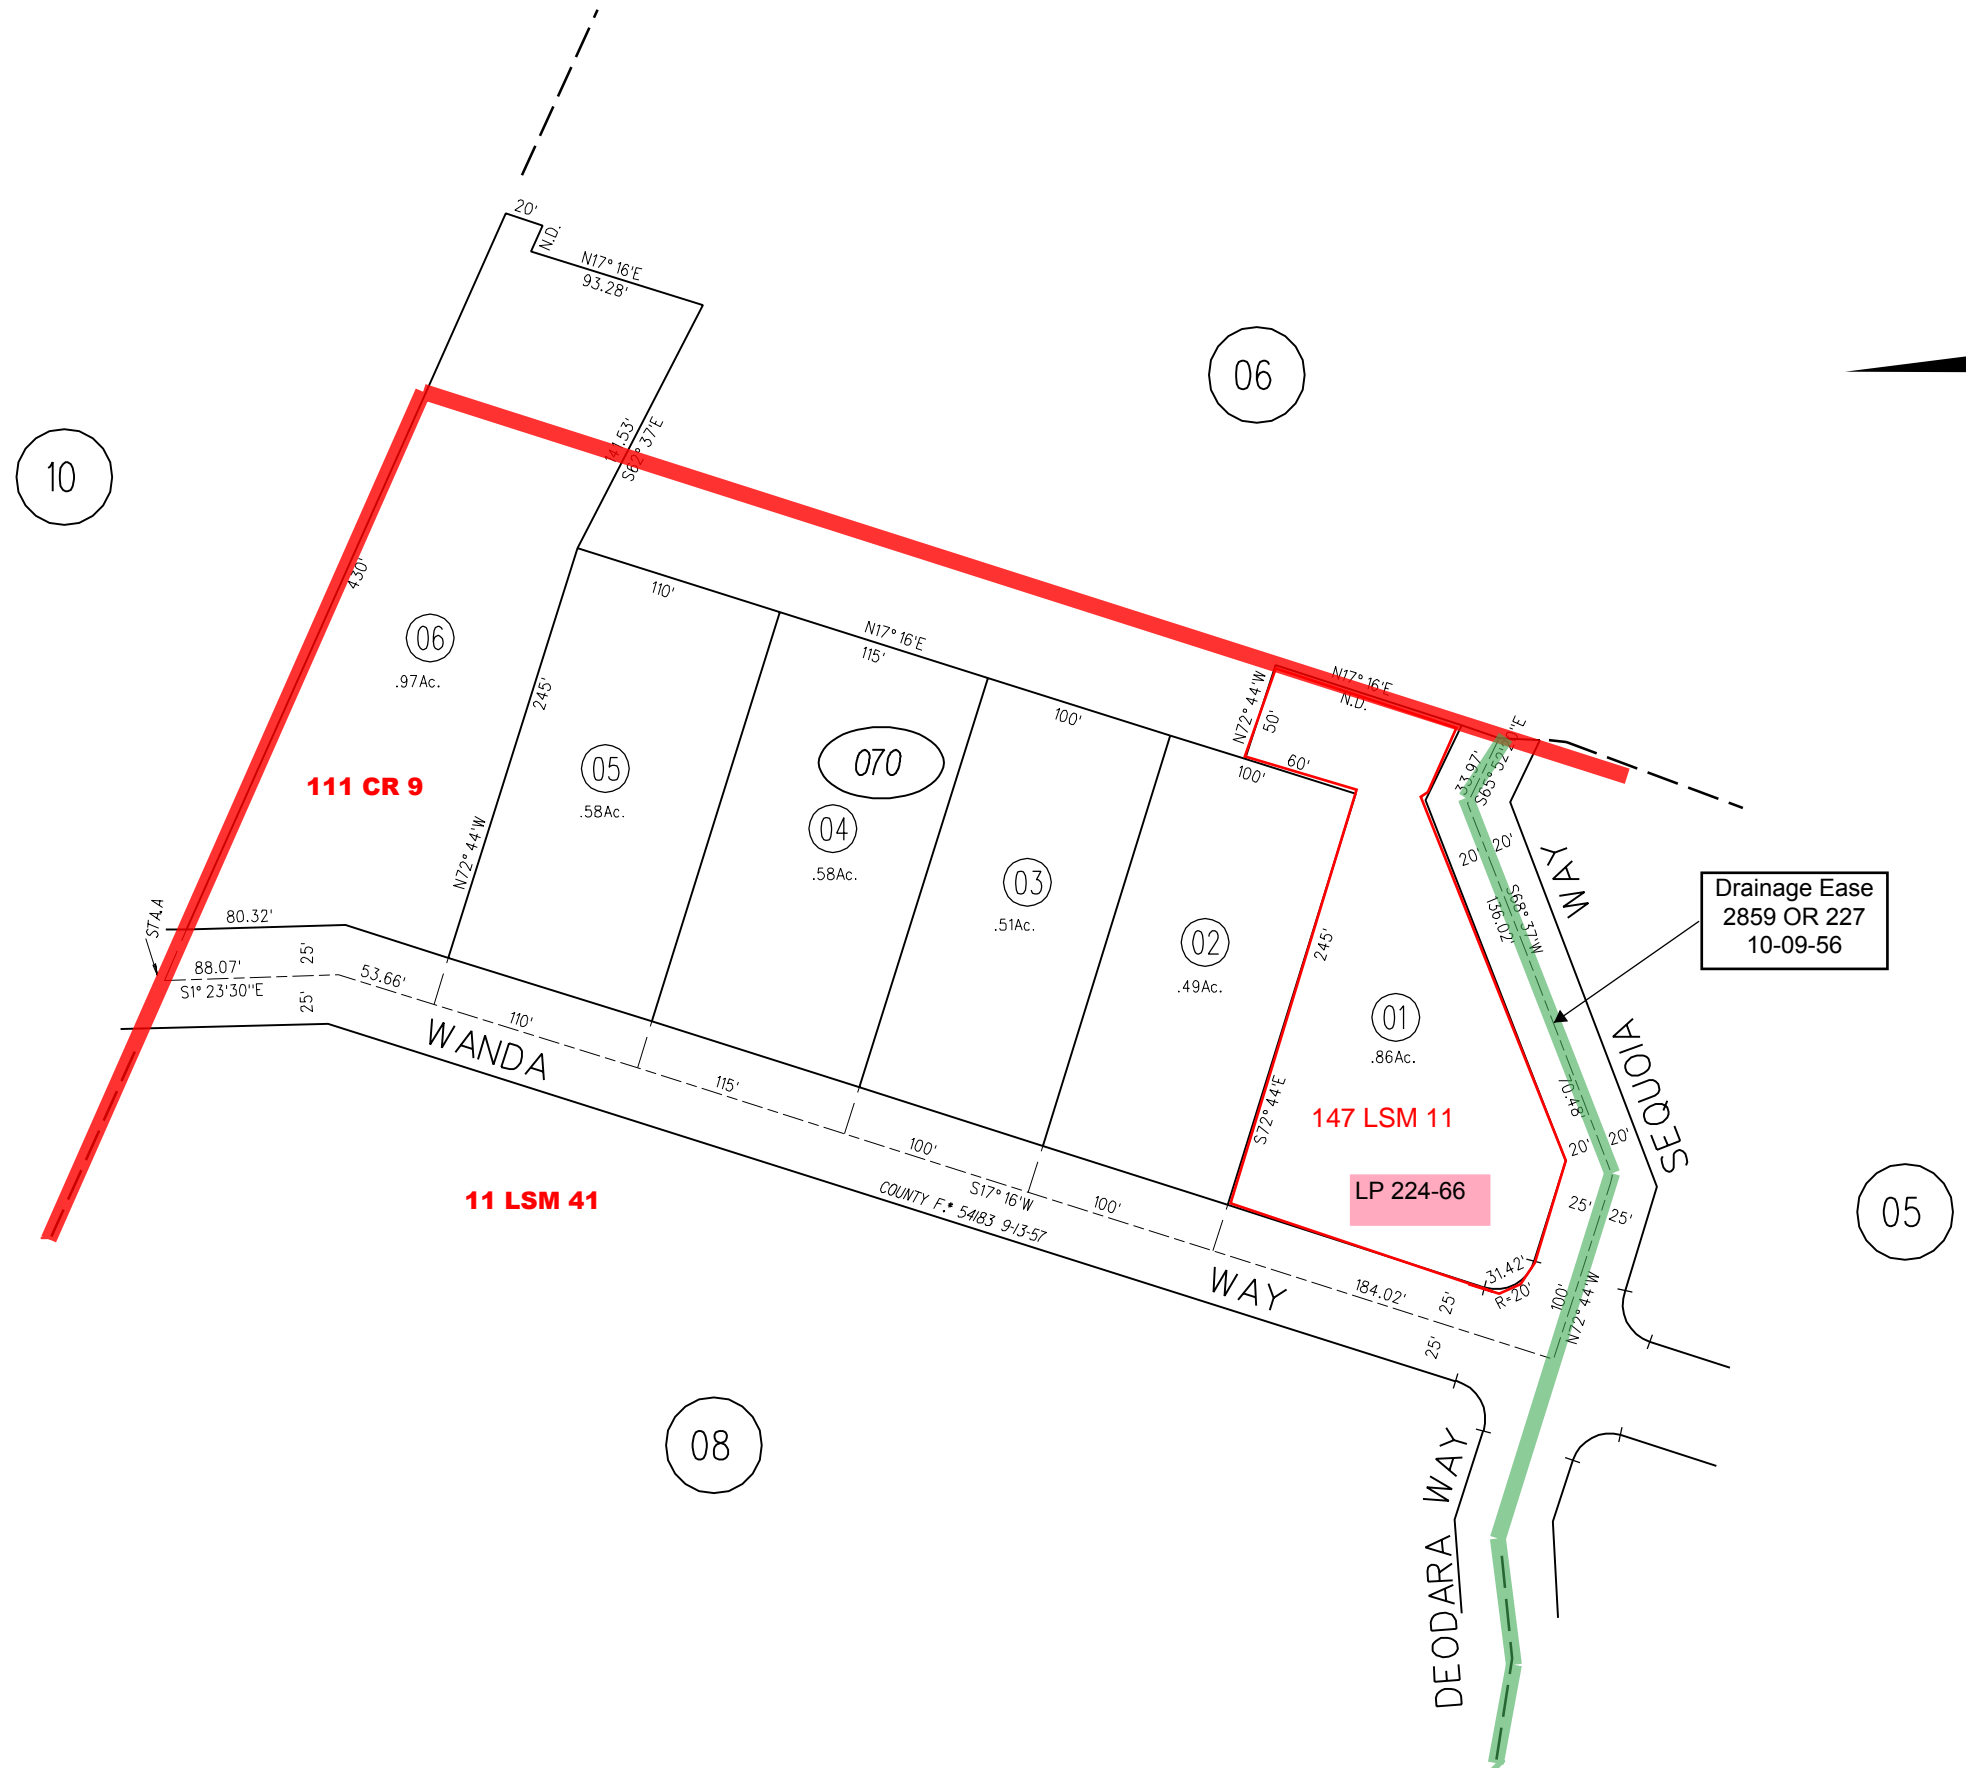 20'
N.D.
N17°16'E
93.28'
06
10
141.53'
S62°37'E
430'
110'
N17°16'E
115'
06
.97Ac.
245'
100'
N72°44'W
50'
N17°16'E
N.D.
60'
100'
33.97'
05
.58Ac.
070
04
.58Ac.
111 CR 9
N72°44'W
03
.51Ac.
02
.49Ac.
245'
20'
20'
WAY
S68°37'W
136.02'
Drainage Ease
2859 OR 227
10-09-56
STA.A
80.32'
25'
88.07'
S1°23'30"E
25'
53.66'
110'
WANDA
01
.86Ac.
SEQUOIA
70.48'
115'
S72°44'E
147 LSM 11
20'
20'
100'
S17°16'W
LP 224-66
25'
25'
11 LSM 41
COUNTY F.* 54183 9-13-57
100'
05
WAY
184.02'
31.42'
R=20'
25'
25'
100'
N72°44'W
08
DEODARA WAY